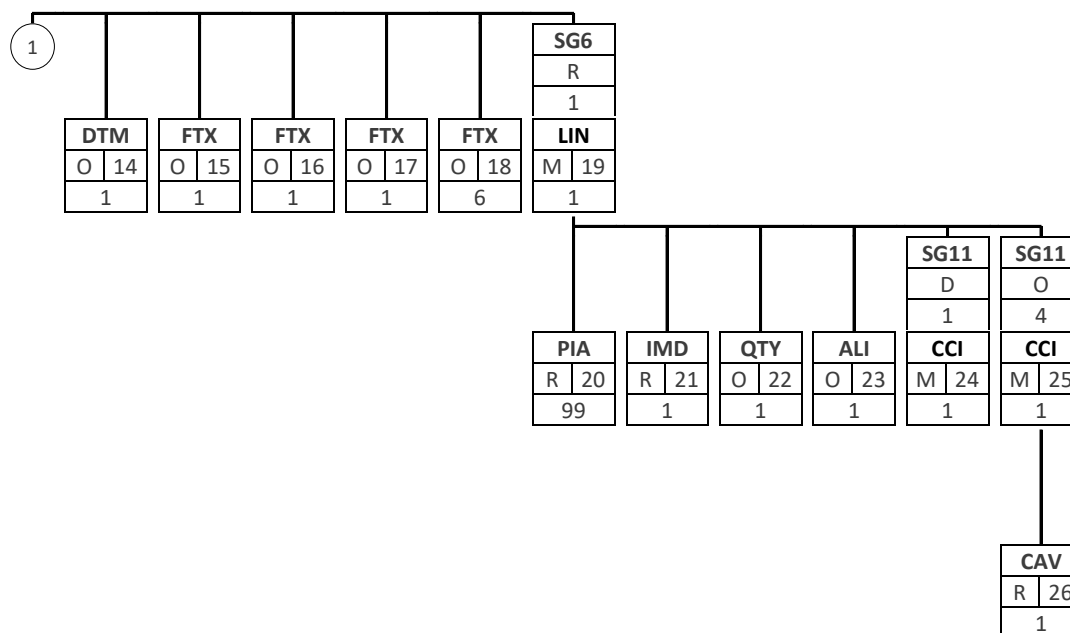 1
SG6
R
1
DTM FTX FTX FTX FTX LIN
O 14 O 15 O 16 O 17 O 18 M 19
1 1 1 1 6 1
SG11 SG11
D O
1 4
PIA IMD QTY ALI CCI CCI
R 20 R 21 O 22 O 23 M 24 M 25
99 1 1 1 1 1
CAV
R 26
1